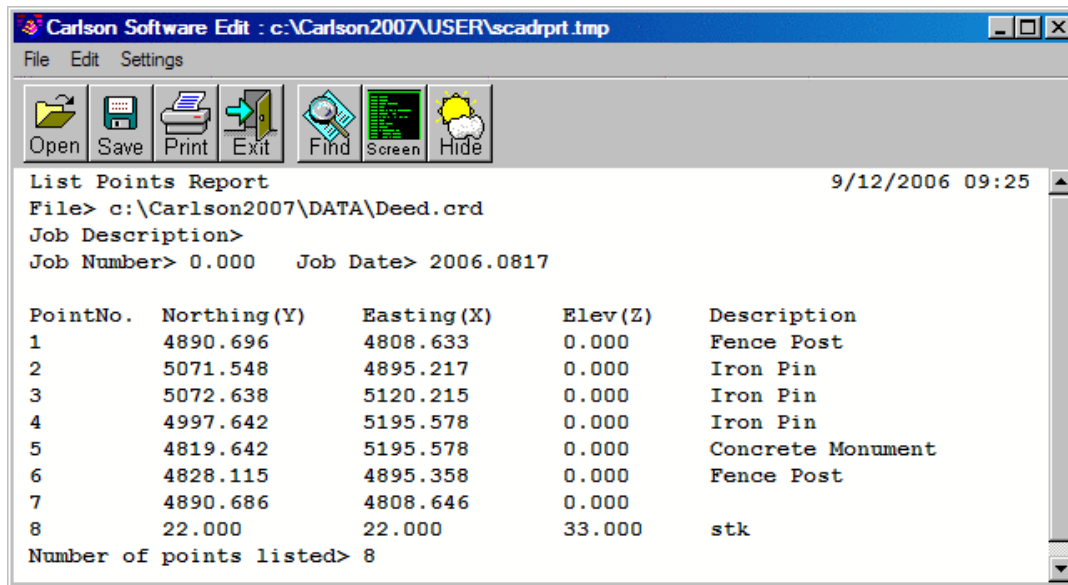 Carlson Software Edit : c:\Carlson2007\USER\scadrprt.tmp
File Edit Settings
Open Save Print Exit Find Screen Hide
List Points Report 9/12/2006 09:25
File> c:\Carlson2007\DATA\Deed.crd
Job Description>
Job Number> 0.000 Job Date> 2006.0817
PointNo. Northing(Y) Easting(X) Elev(Z) Description
1 4890.696 4808.633 0.000 Fence Post
2 5071.548 4895.217 0.000 Iron Pin
3 5072.638 5120.215 0.000 Iron Pin
4 4997.642 5195.578 0.000 Iron Pin
5 4819.642 5195.578 0.000 Concrete Monument
6 4828.115 4895.358 0.000 Fence Post
7 4890.686 4808.646 0.000
8 22.000 22.000 33.000 stk
Number of points listed> 8